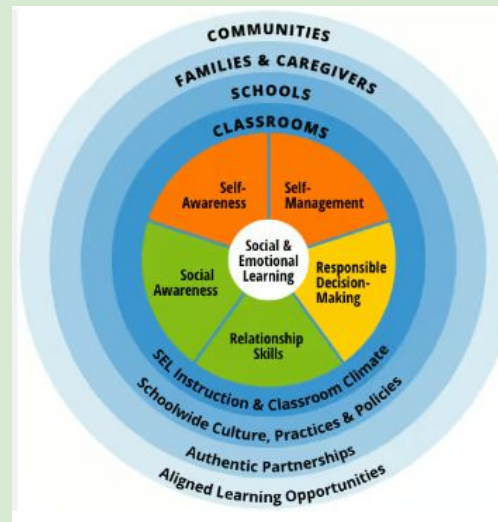 COMMUNITIES
FAMILIES & CAREGIVERS
SCHOOLS
CLASSROOMS
Self-
Awareness
Self-
Management
Social &
Emotional
Learning
Social
Awareness
Responsible
Decision-
Making
Relationship
Skills
SEL Instruction & Classroom Climate
Schoolwide Culture, Practices & Policies
Authentic Partnerships
Aligned Learning Opportunities